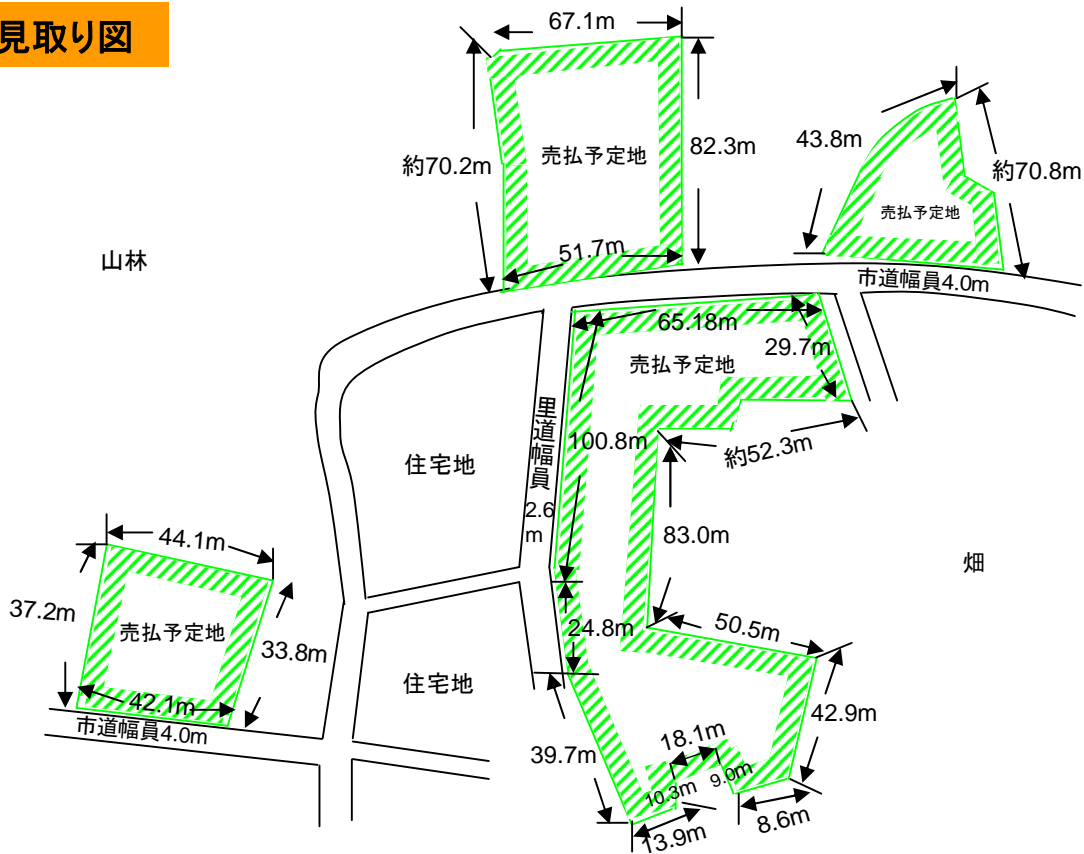 見取り図
67.1m
43.8m
約70.8m
82.3m
約70.2m
売払予定地
売払予定地
山林
51.7m
市道幅員4.0m
65.18m
29.7m
売払予定地
里道幅員
2.6
m
100.8m
約52.3m
住宅地
83.0m
畑
44.1m
37.2m
売払予定地
33.8m
24.8m
50.5m
住宅地
42.1m
市道幅員4.0m
42.9m
39.7m
18.1m
9.0m
10.3m
8.6m
13.9m